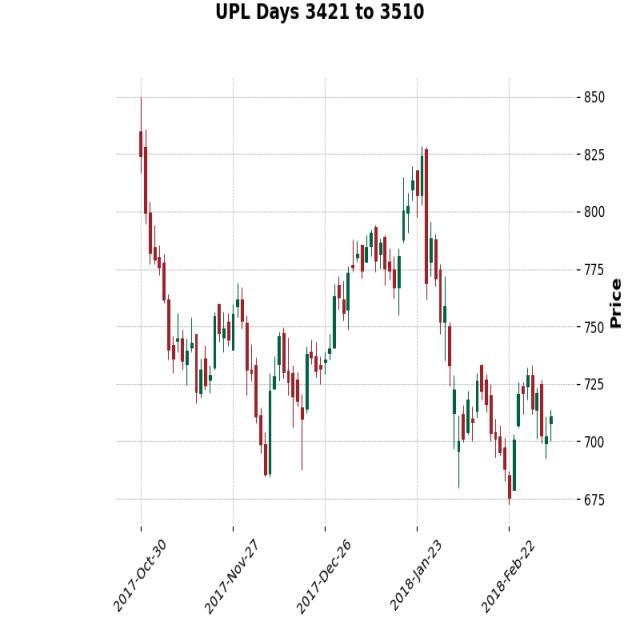 UPL Days 3421 to 3510
850
825
800
775
750
725
700
675
Price
2017-Oct-30
2017-Nov-27
2017-Dec-26
2018-Jan-23
2018-Feb-22